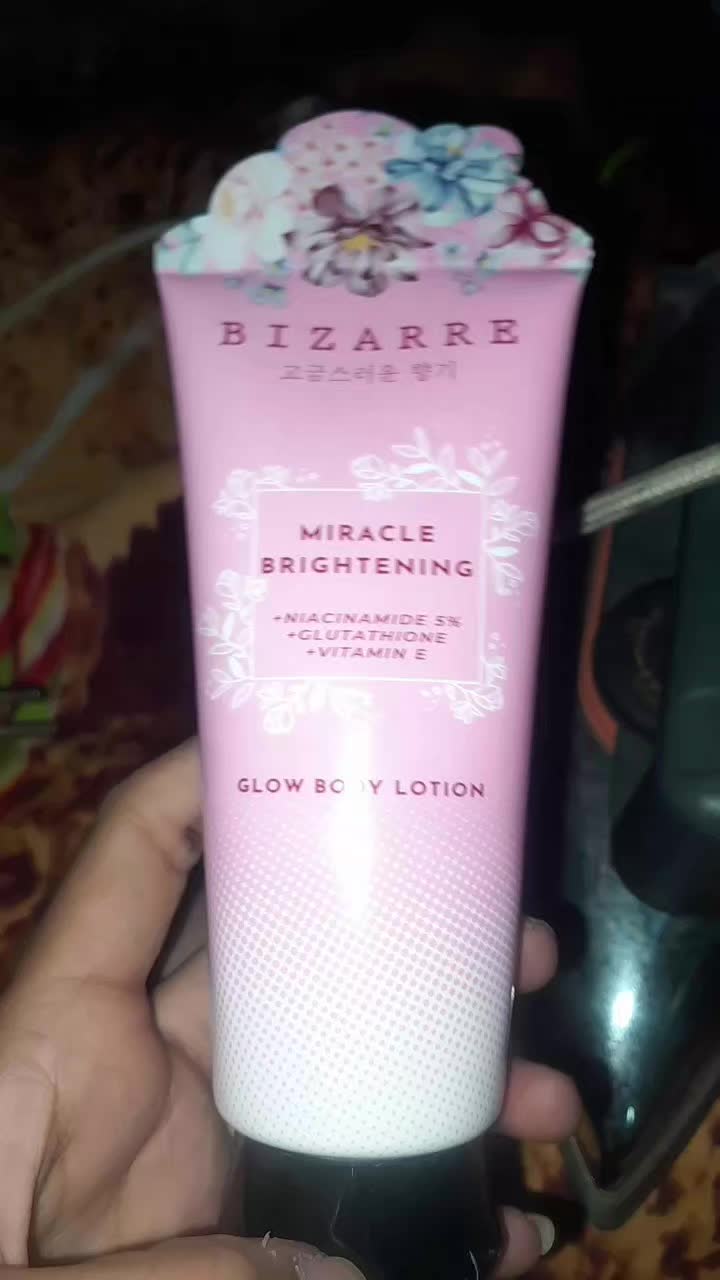 BIZARRE
고급스러운 향기
MIRACLE
BRIGHTENING
+NIACINAMIDE 5%
+GLUTATHIONE
+VITAMIN E
GLOW BODY LOTION